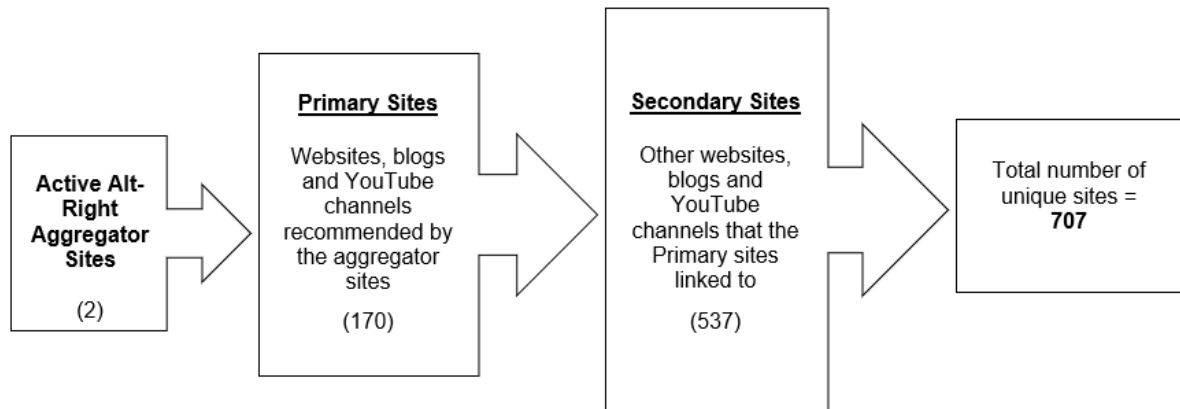 Active Alt-
Right
Aggregator
Sites
(2)
Primary Sites
Websites, blogs
and YouTube
channels
recommended by
the aggregator
sites
(170)
Secondary Sites
Other websites,
blogs and
YouTube
channels that the
Primary sites
linked to
(537)
Total number of
unique sites =
707